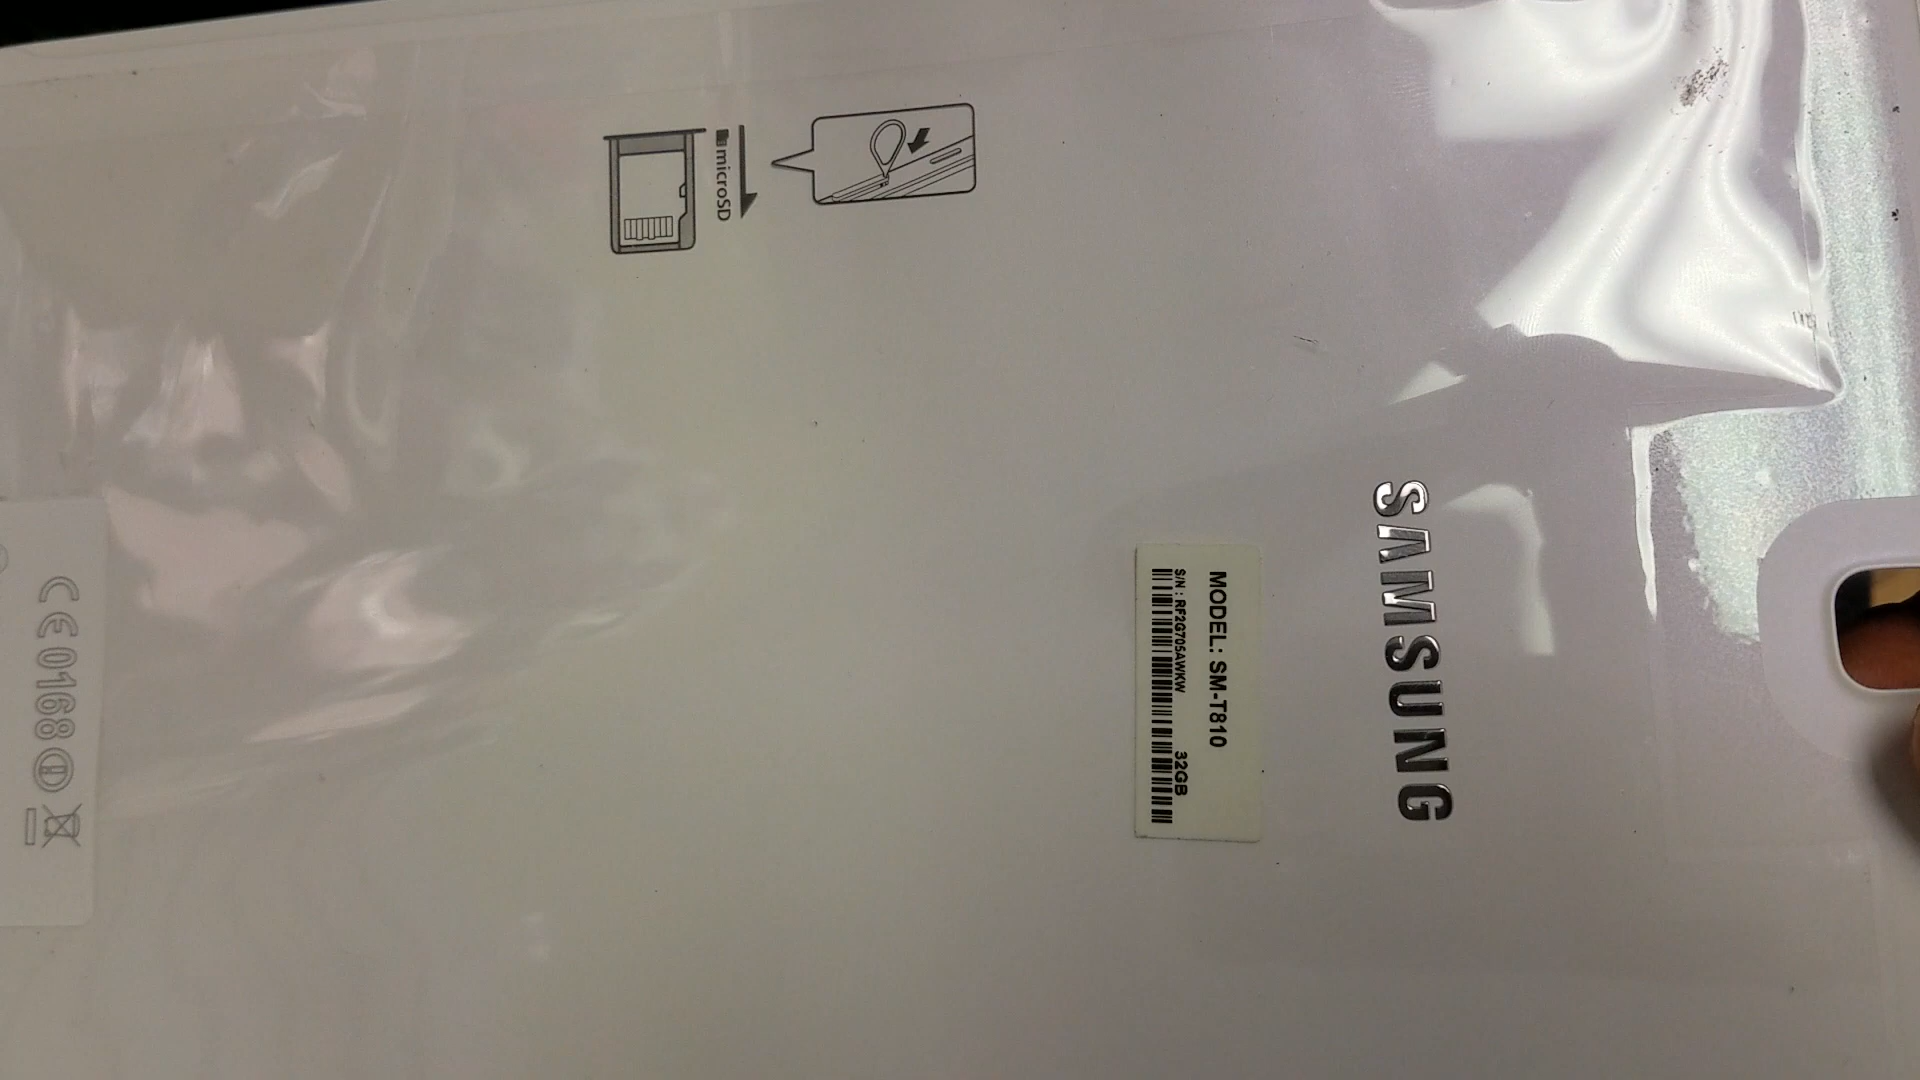 SAMSUNG
MODEL: SM-T810
S/N : RF2G705AWKW 32GB
microSD
CE0168